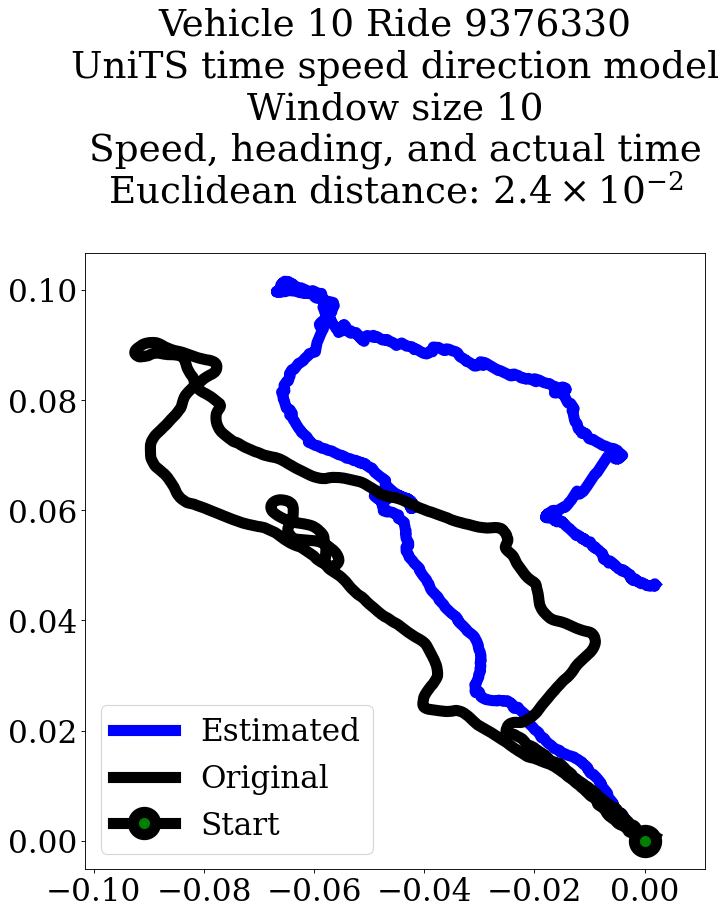 Vehicle 10 Ride 9376330
UniTS time speed direction model
Window size 10
Speed, heading, and actual time
Euclidean distance: 2.4 × 10⁻²
0.10
0.08
0.06
0.04
0.02
0.00
Estimated
Original
Start
−0.10 −0.08 −0.06 −0.04 −0.02 0.00